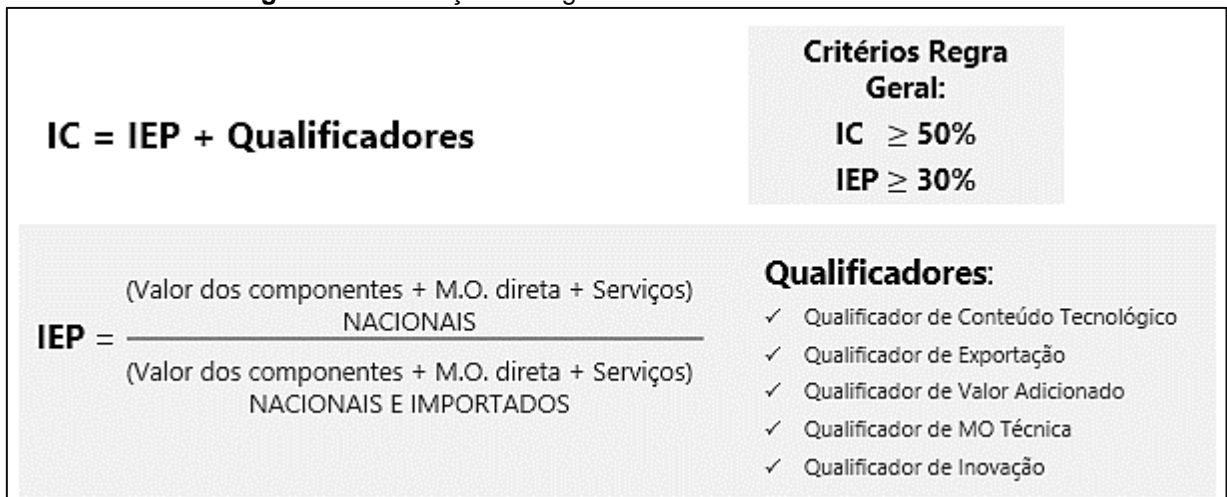 IC = IEP + Qualificadores
Critérios Regra
Geral:
IC ≥ 50%
IEP ≥ 30%
IEP =
(Valor dos componentes + M.O. direta + Serviços)
NACIONAIS
(Valor dos componentes + M.O. direta + Serviços)
NACIONAIS E IMPORTADOS
Qualificadores:
✓ Qualificador de Conteúdo Tecnológico
✓ Qualificador de Exportação
✓ Qualificador de Valor Adicionado
✓ Qualificador de MO Técnica
✓ Qualificador de Inovação